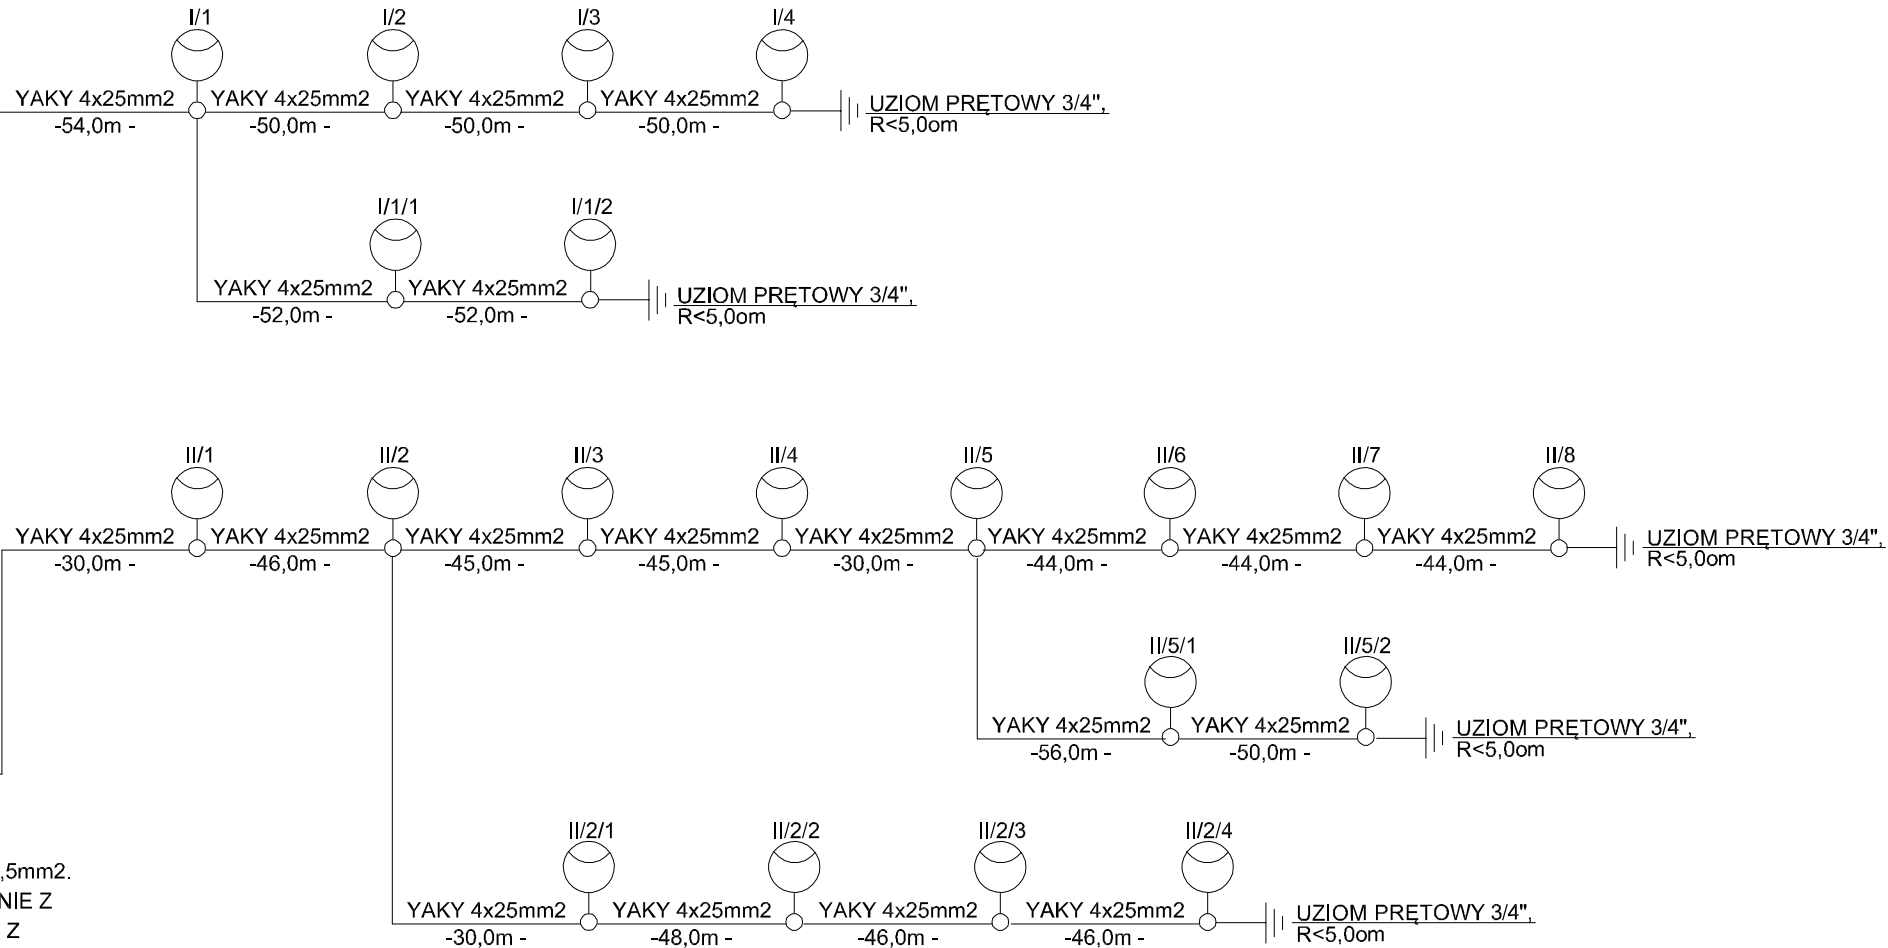 I/1 I/2 I/3 I/4
YAKY 4x25mm2 YAKY 4x25mm2 YAKY 4x25mm2 YAKY 4x25mm2 UZIOM PRĘTOWY 3/4",
-54,0m - -50,0m - -50,0m - -50,0m - R<5,0om
I/1/1 I/1/2
YAKY 4x25mm2 YAKY 4x25mm2 UZIOM PRĘTOWY 3/4",
-52,0m - -52,0m - R<5,0om
II/1 II/2 II/3 II/4 II/5 II/6 II/7 II/8
YAKY 4x25mm2 YAKY 4x25mm2 YAKY 4x25mm2 YAKY 4x25mm2 YAKY 4x25mm2 YAKY 4x25mm2 YAKY 4x25mm2 YAKY 4x25mm2 UZIOM PRĘTOWY 3/4",
-30,0m - -46,0m - -45,0m - -45,0m - -30,0m - -44,0m - -44,0m - -44,0m - R<5,0om
II/5/1 II/5/2
YAKY 4x25mm2 YAKY 4x25mm2 UZIOM PRĘTOWY 3/4",
-56,0m - -50,0m - R<5,0om
II/2/1 II/2/2 II/2/3 II/2/4
YAKY 4x25mm2 YAKY 4x25mm2 YAKY 4x25mm2 YAKY 4x25mm2 UZIOM PRĘTOWY 3/4",
-30,0m - -48,0m - -46,0m - -46,0m - R<5,0om
,5mm2.
NIE Z
Z